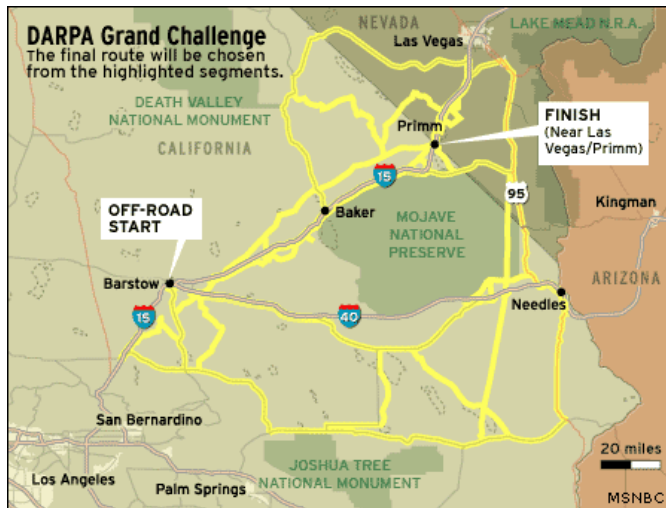 DARPA Grand Challenge
The final route will be chosen
from the highlighted segments.
NEVADA
LAKE MEAD N.R.A.
Las Vegas
DEATH VALLEY
NATIONAL MONUMENT
CALIFORNIA
Primm
FINISH
(Near Las
Vegas/Primm)
15
95
Kingman
OFF-ROAD
START
Baker
MOJAVE
NATIONAL
PRESERVE
ARIZONA
Barstow
Needles
15
40
San Bernardino
20 miles
JOSHUA TREE
NATIONAL MONUMENT
Los Angeles
Palm Springs
MSNBC